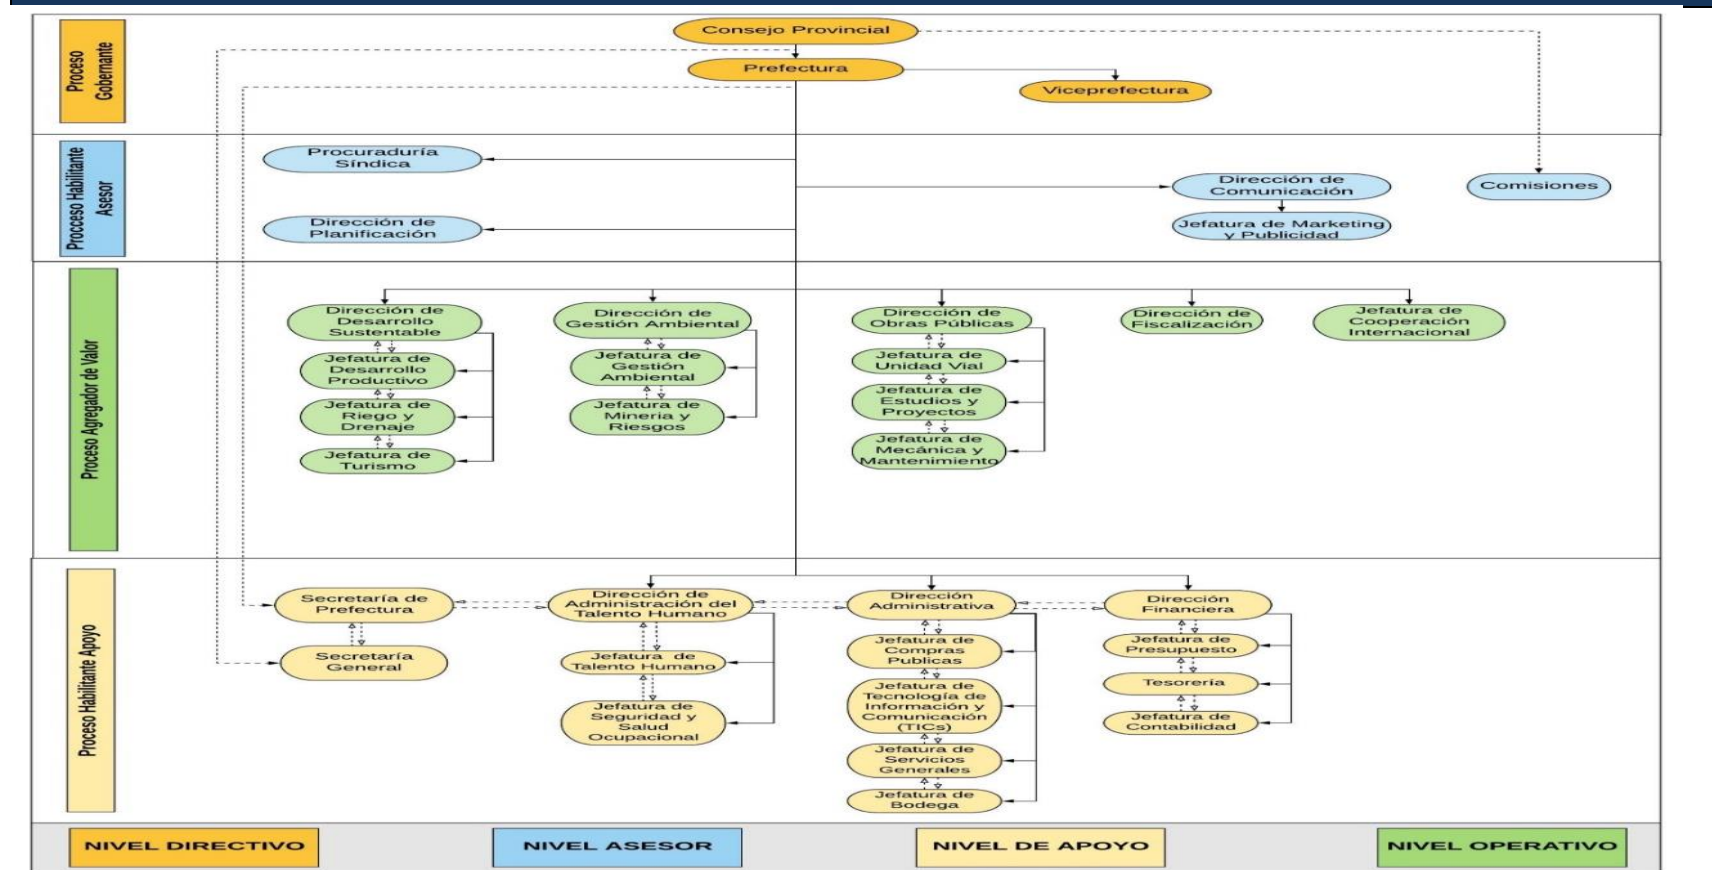 Proceso
Gobernante
Consejo Provincial
Prefectura
Viceprefectura
Procceso Habilitante
Asesor
Procuraduría
Síndica
Dirección de
Planificación
Dirección de
Comunicación
Jefatura de Marketing
y Publicidad
Comisiones
Proceso Agregador de Valor
Dirección de
Desarrollo
Sustentable
Jefatura de
Desarrollo
Productivo
Jefatura de
Riego y
Drenaje
Jefatura de
Turismo
Dirección de
Gestión Ambiental
Jefatura de
Gestión
Ambiental
Jefatura de
Mineria y
Riesgos
Dirección de
Obras Públicas
Jefatura de
Unidad Vial
Jefatura de
Estudios y
Proyectos
Jefatura de
Mecánica y
Mantenimiento
Dirección de
Fiscalización
Jefatura de
Cooperación
Internacional
Proceso Habilitante Apoyo
Secretaría de
Prefectura
Secretaría
General
Dirección de
Administración del
Talento Humano
Jefatura de
Talento Humano
Jefatura de
Seguridad y
Salud
Ocupacional
Dirección
Administrativa
Jefatura de
Compras
Publicas
Jefatura de
Tecnología de
Información y
Comunicación
(TICs)
Jefatura de
Servicios
Generales
Jefatura de
Bodega
Dirección
Financiera
Jefatura de
Presupuesto
Tesorería
Jefatura de
Contabilidad
NIVEL DIRECTIVO
NIVEL ASESOR
NIVEL DE APOYO
NIVEL OPERATIVO